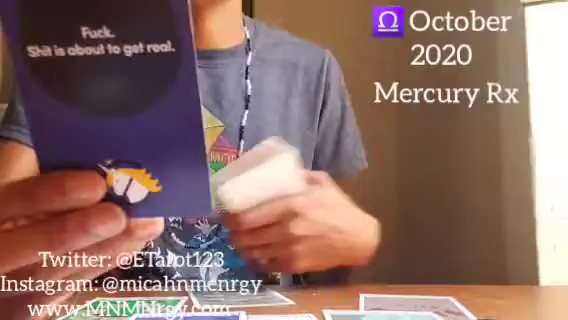 Fuck.
Shit is about to get real.
♎ October
2020
Mercury Rx
Twitter: @ETarot123
Instagram: @micahnmenrgy
www.MNMNrgy.com